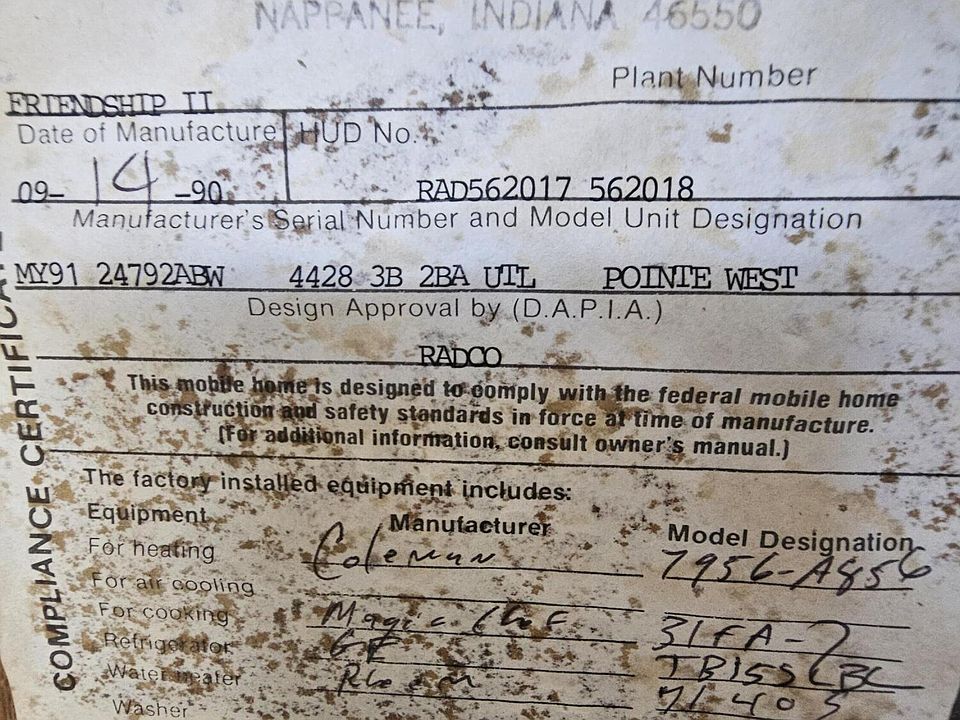 NAPPANEE, INDIANA 46550
Plant Number
FRIENDSHIP II
Date of Manufacture HUD No.
09- 14 -90 RAD562017 562018
Manufacturer's Serial Number and Model Unit Designation
MY91 24792ABW 4428 3B 2BA UTL POINTE WEST
Design Approval by (D.A.P.I.A.)
RADCO
This mobile home is designed to comply with the federal mobile home
construction and safety standards in force at time of manufacture.
(For additional information, consult owner's manual.)
The factory installed equipment includes:
Equipment Manufacturer Model Designation
For heating Coleman 7956-A856
For air cooling
For cooking Magic Chef 31FA-7
Refrigerator GE
Water heater Rheem
Washer
COMPLIANCE CERTIFICATE